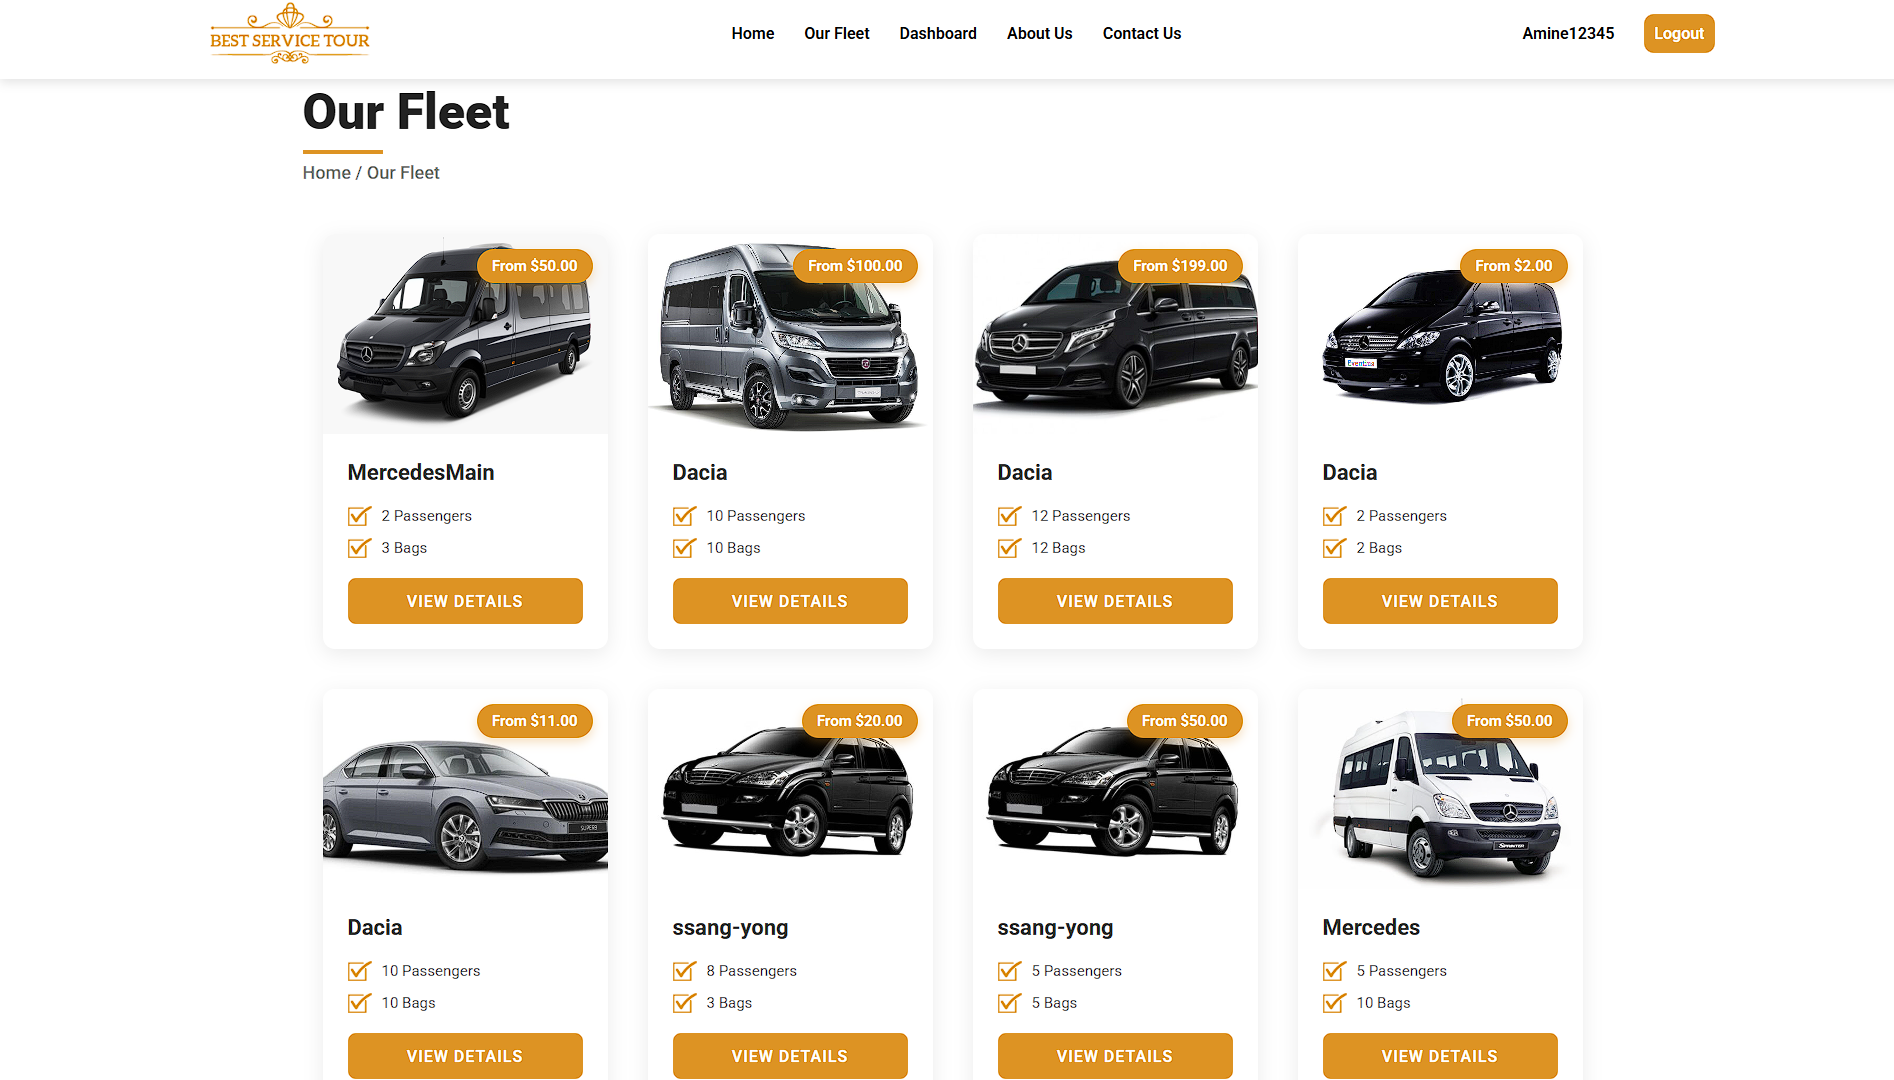 BEST SERVICE TOUR
Home Our Fleet Dashboard About Us Contact Us
Amine12345 Logout
Our Fleet
Home / Our Fleet
From $50.00
MercedesMain
2 Passengers
3 Bags
VIEW DETAILS
From $100.00
Dacia
10 Passengers
10 Bags
VIEW DETAILS
From $199.00
Dacia
12 Passengers
12 Bags
VIEW DETAILS
From $2.00
Dacia
2 Passengers
2 Bags
VIEW DETAILS
From $11.00
SUPERB
Dacia
10 Passengers
10 Bags
VIEW DETAILS
From $20.00
ssang-yong
8 Passengers
3 Bags
VIEW DETAILS
From $50.00
ssang-yong
5 Passengers
5 Bags
VIEW DETAILS
From $50.00
SPRINTER
Mercedes
5 Passengers
10 Bags
VIEW DETAILS